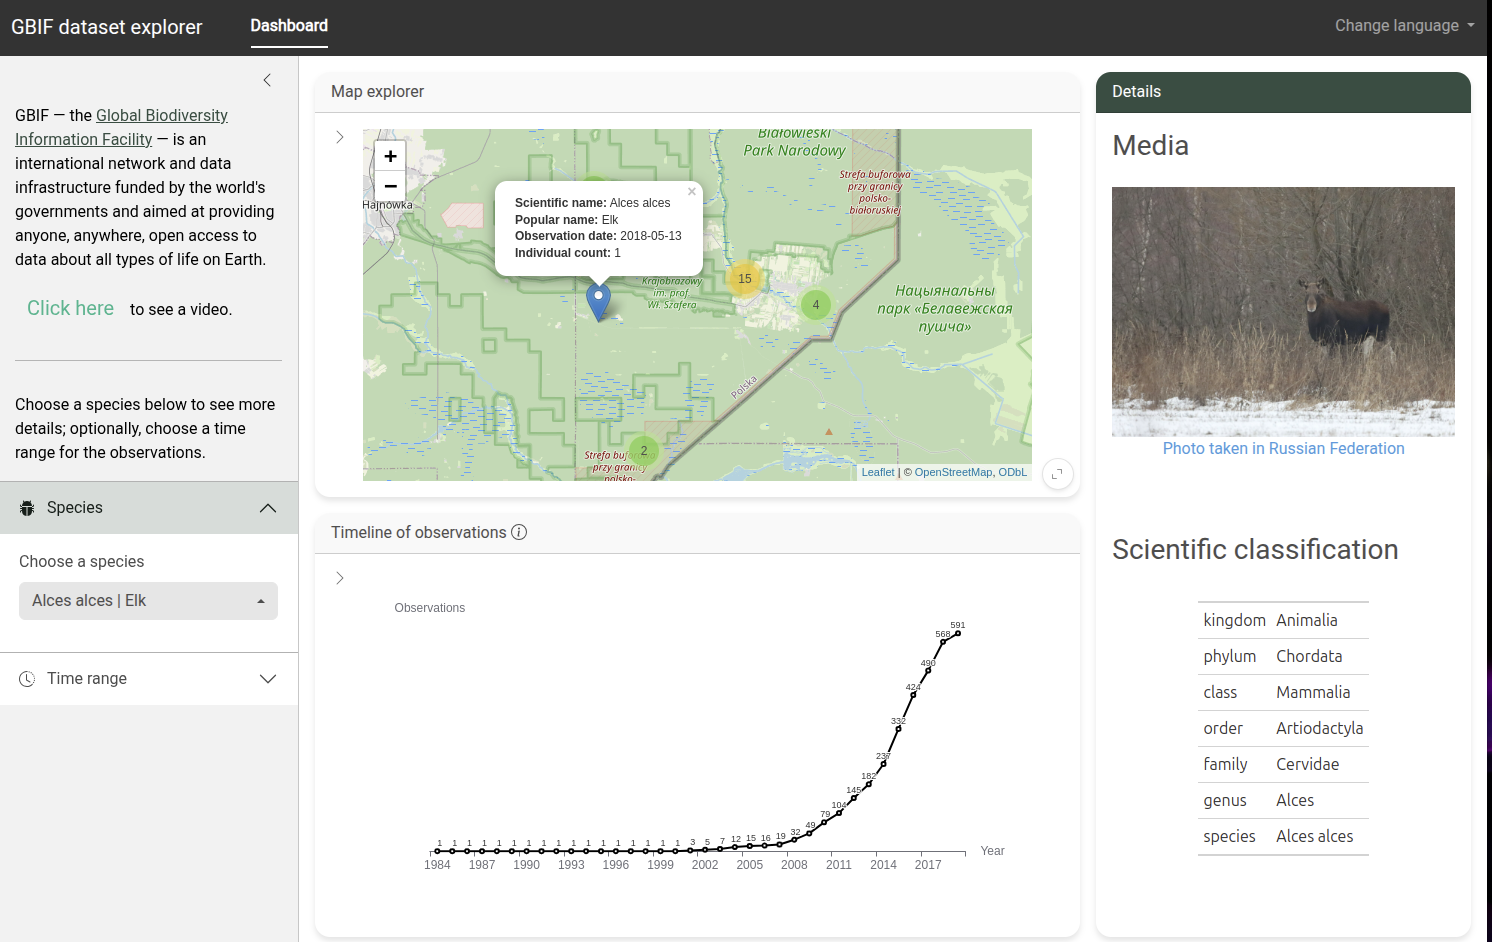 GBIF dataset explorer
Dashboard
Change language
GBIF — the Global Biodiversity
Information Facility — is an
international network and data
infrastructure funded by the world's
governments and aimed at providing
anyone, anywhere, open access to
data about all types of life on Earth.
Click here to see a video.
Choose a species below to see more
details; optionally, choose a time
range for the observations.
Species
Choose a species
Alces alces | Elk
Time range
Map explorer
+
−
Hajnówka
Białowieski
Park Narodowy
Strefa buforowa
przy granicy
polsko-
-białoruskiej
×
Scientific name: Alces alces
Popular name: Elk
Observation date: 2018-05-13
Individual count: 1
Krajobrazowy
im. prof.
Wł. Szafera
15
4
Нацыянальны
парк «Белавежская
пушча»
Polska
2
Strefa buforowa
przy granicy
polsko-
Leaflet | © OpenStreetMap, ODbL
Timeline of observations
Observations
1 1 1 1 1 1 1 1 1 1 1 1 1 1 1 1 1 3 5 7 12 15 16 19 32 49 79 104 145 182 237 332 424 490 568 591
1984 1987 1990 1993 1996 1999 2002 2005 2008 2011 2014 2017
Year
Details
Media
Photo taken in Russian Federation
Scientific classification
kingdom Animalia
phylum Chordata
class Mammalia
order Artiodactyla
family Cervidae
genus Alces
species Alces alces